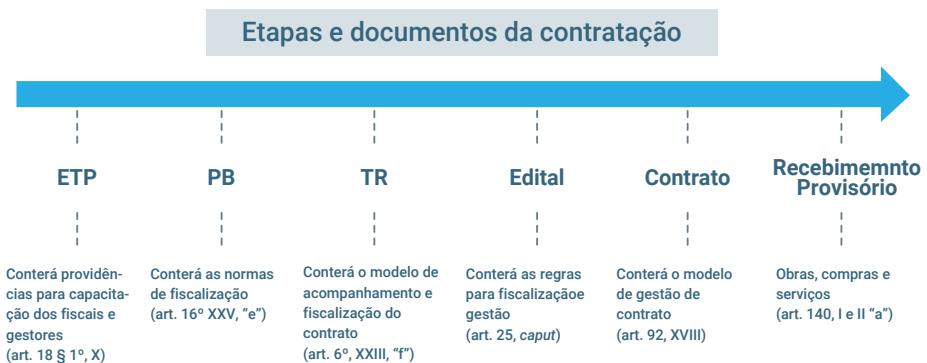 Etapas e documentos da contratação
ETP
PB
TR
Edital
Contrato
Recebimemnto
Provisório
Conterá providên-
cias para capacita-
ção dos fiscais e
gestores
(art. 18 § 1º, X)
Conterá as normas
de fiscalização
(art. 16º XXV, “e”)
Conterá o modelo de
acompanhamento e
fiscalização do
contrato
(art. 6º, XXIII, “f”)
Conterá as regras
para fiscalizaçãoe
gestão
(art. 25, caput)
Conterá o modelo
de gestão de
contrato
(art. 92, XVIII)
Obras, compras e
serviços
(art. 140, I e II “a”)